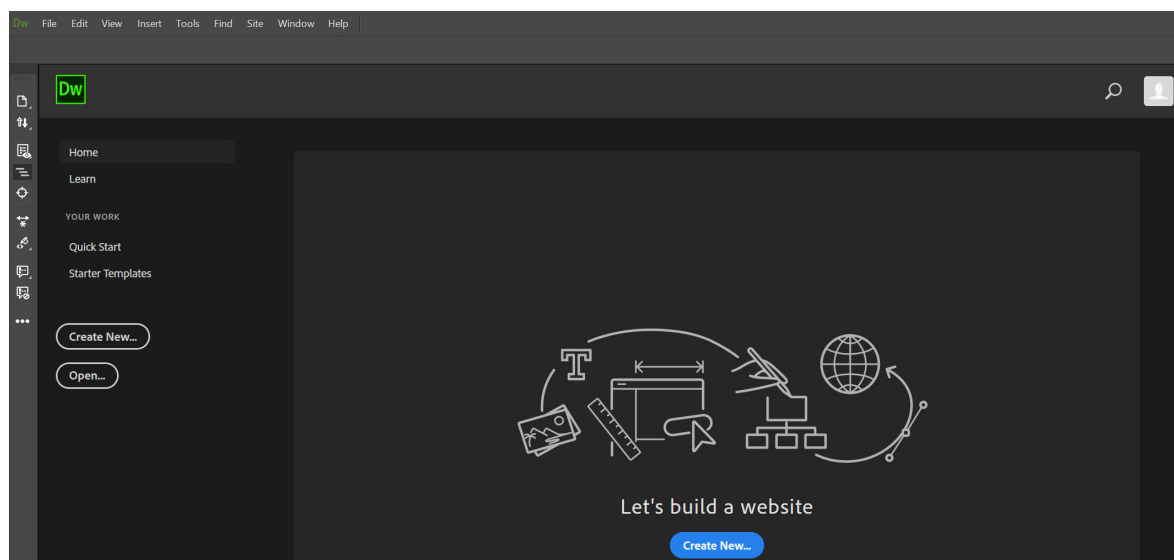 Dw File Edit View Insert Tools Find Site Window Help
Dw
Home
Learn
YOUR WORK
Quick Start
Starter Templates
Create New...
Open...
T
Let's build a website
Create New...